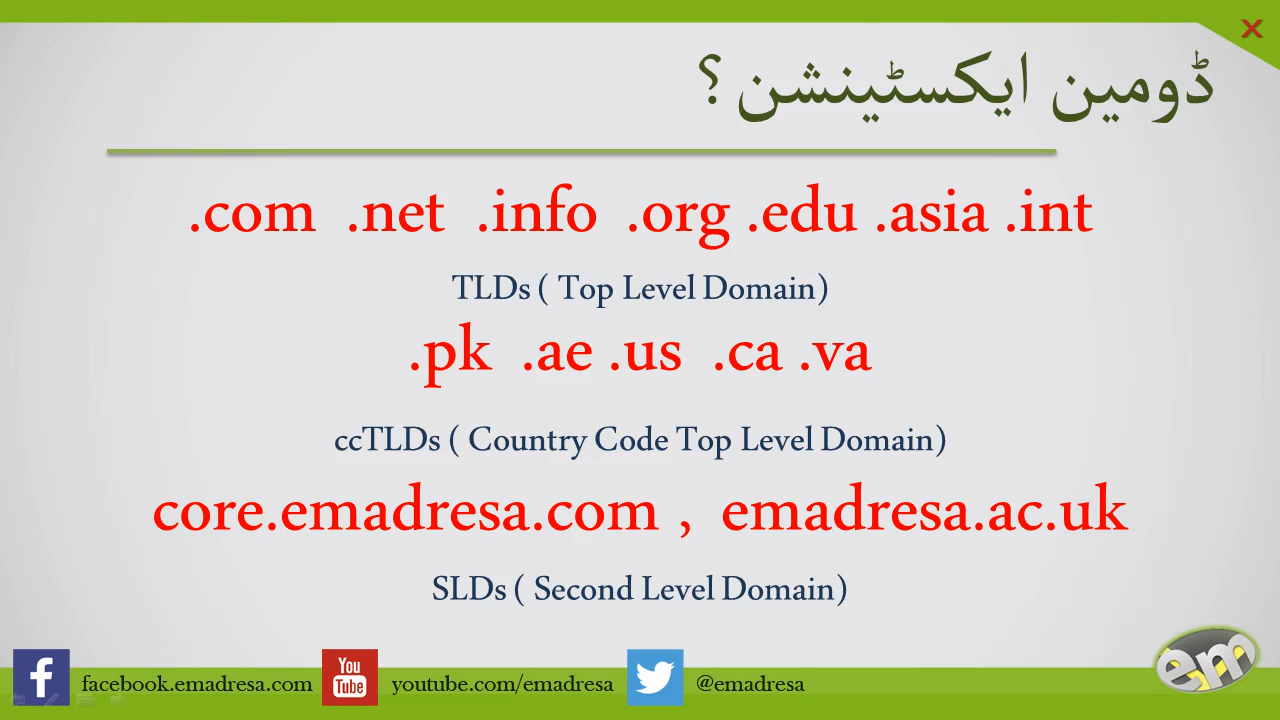 ڈومین ایکسٹینشن ؟
.com .net .info .org .edu .asia .int
TLDs ( Top Level Domain)
.pk .ae .us .ca .va
ccTLDs ( Country Code Top Level Domain)
core.emadresa.com , emadresa.ac.uk
SLDs ( Second Level Domain)
em
f facebook.emadresa.com You Tube youtube.com/emadresa @emadresa